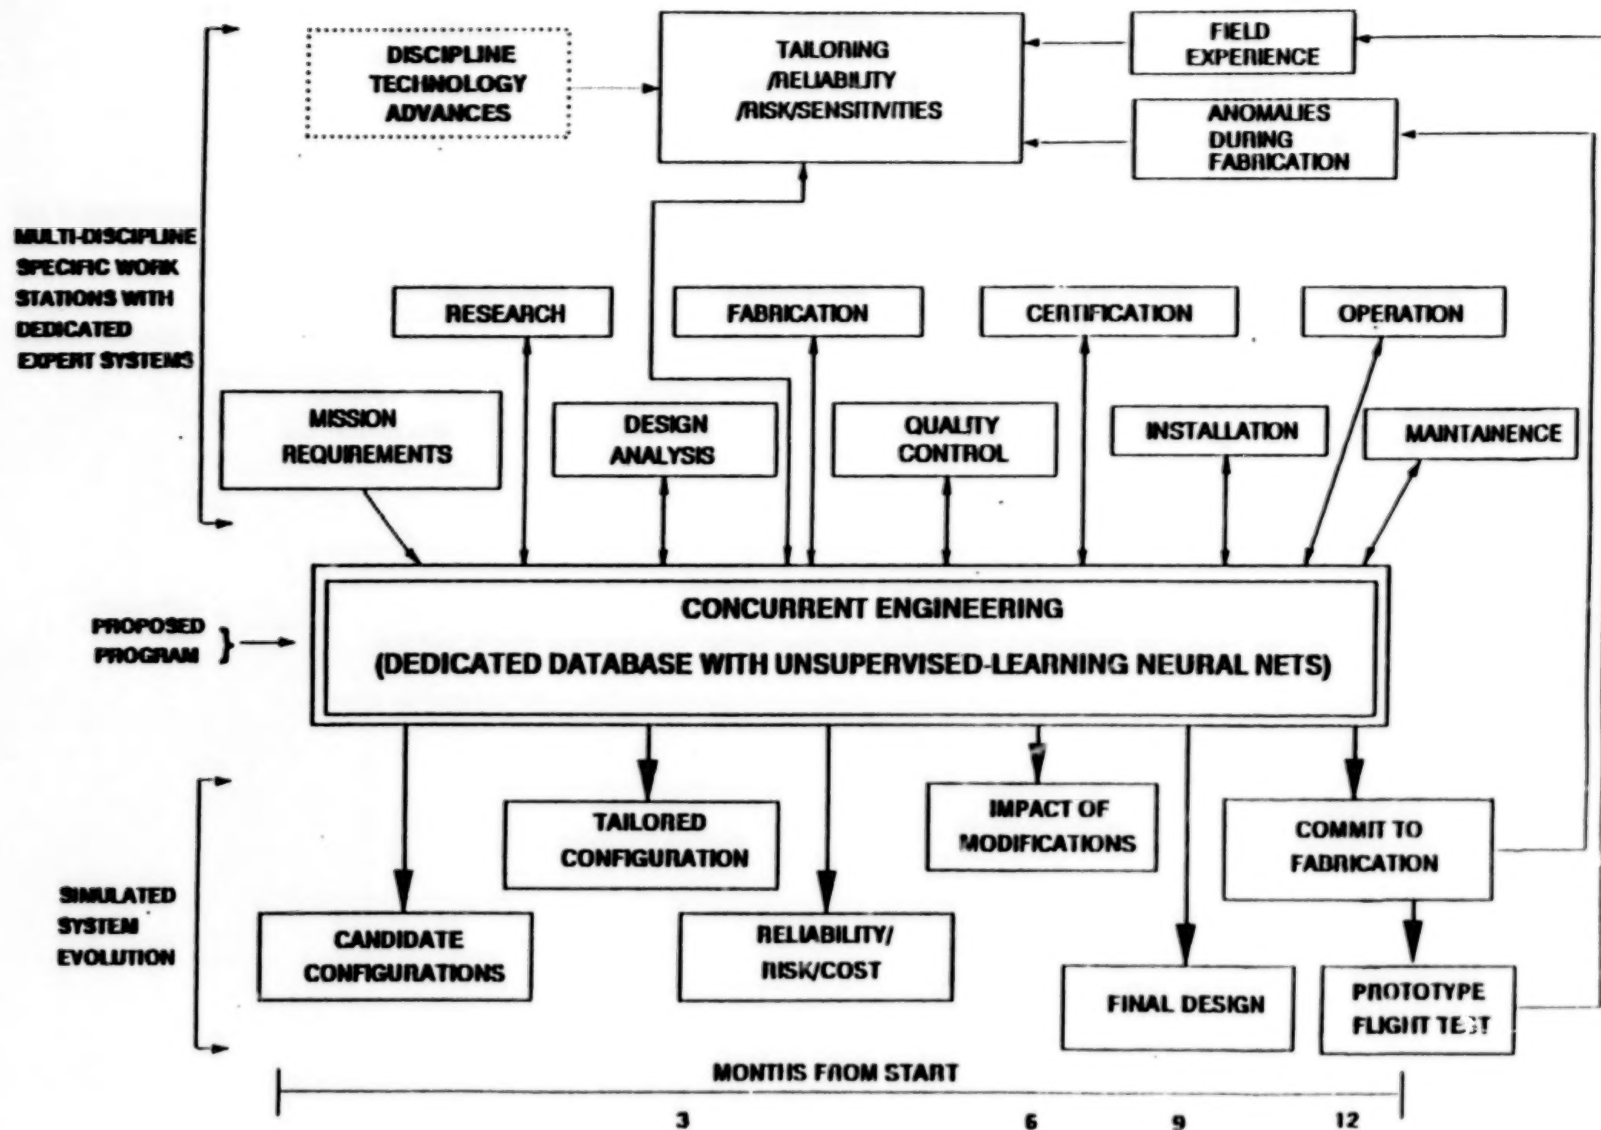 DISCIPLINE
TECHNOLOGY
ADVANCES
TAILORING
/RELIABILITY
/RISK/SENSITIVITIES
FIELD
EXPERIENCE
ANOMALIES
DURING
FABRICATION
MULTI-DISCIPLINE
SPECIFIC WORK
STATIONS WITH
DEDICATED
EXPERT SYSTEMS
RESEARCH
FABRICATION
CERTIFICATION
OPERATION
MISSION
REQUIREMENTS
DESIGN
ANALYSIS
QUALITY
CONTROL
INSTALLATION
MAINTAINENCE
PROPOSED
PROGRAM
CONCURRENT ENGINEERING
(DEDICATED DATABASE WITH UNSUPERVISED-LEARNING NEURAL NETS)
SIMULATED
SYSTEM
EVOLUTION
CANDIDATE
CONFIGURATIONS
TAILORED
CONFIGURATION
RELIABILITY/
RISK/COST
IMPACT OF
MODIFICATIONS
FINAL DESIGN
COMMIT TO
FABRICATION
PROTOTYPE
FLIGHT TEST
MONTHS FROM START
3 6 9 12